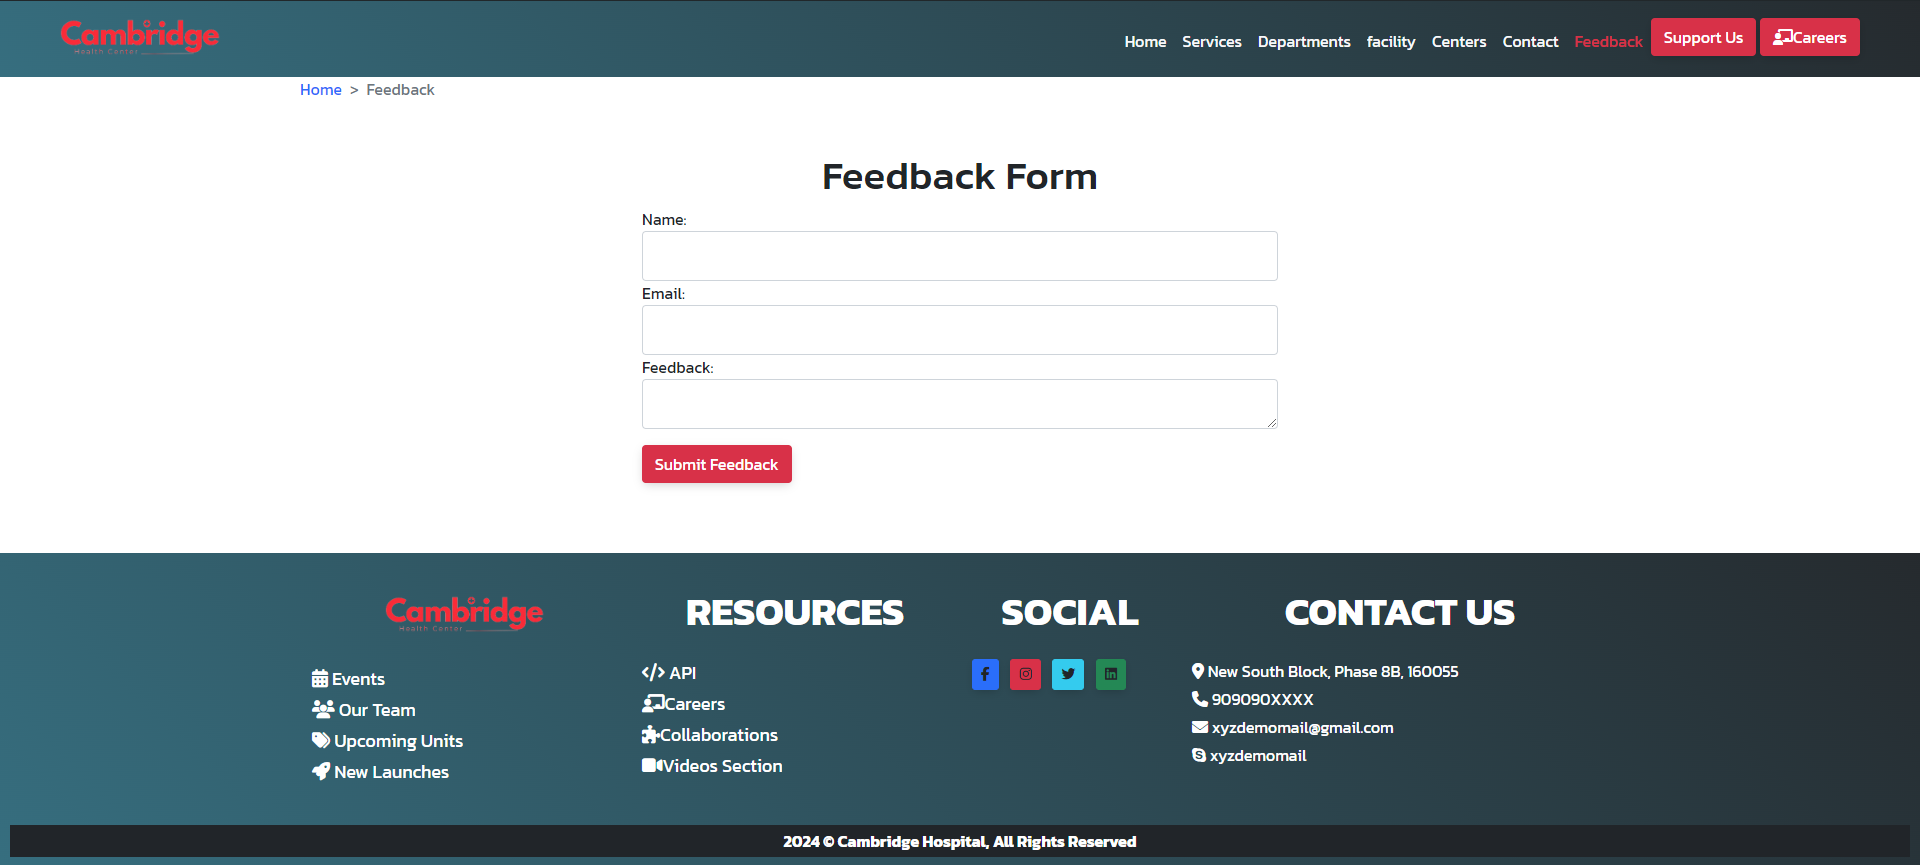 Cambridge
Health Center
Home Services Departments facility Centers Contact Feedback Support Us Careers
Home > Feedback
Feedback Form
Name:
Email:
Feedback:
Submit Feedback
Cambridge
Health Center
Events
Our Team
Upcoming Units
New Launches
RESOURCES
API
Careers
Collaborations
Videos Section
SOCIAL
CONTACT US
New South Block, Phase 8B, 160055
909090XXXX
xyzdemomail@gmail.com
xyzdemomail
2024 © Cambridge Hospital, All Rights Reserved